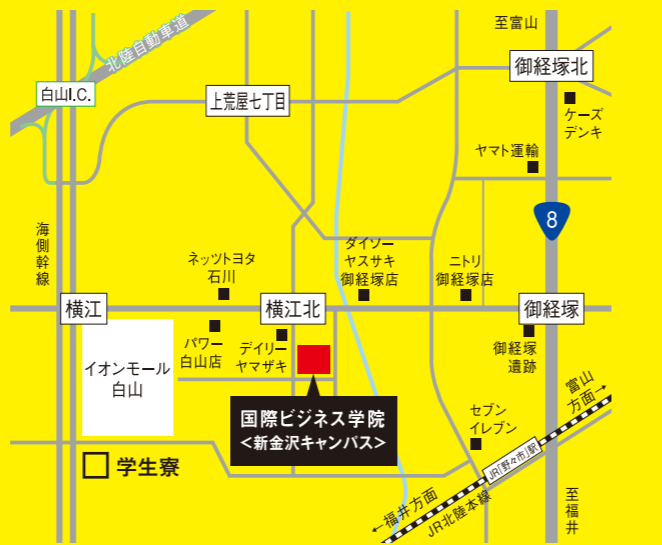 至富山
北陸自動車道
御経塚北
白山I.C.
上荒屋七丁目
ケーズ
デンキ
ヤマト運輸
8
海側幹線
ネッツトヨタ
石川
ダイソー
ヤスサキ
御経塚店
ニトリ
御経塚店
横江
横江北
御経塚
パワー
白山店
デイリー
ヤマザキ
御経塚
遺跡
イオンモール
白山
富山
方面→
国際ビジネス学院
<新金沢キャンパス>
セブン
イレブン
学生寮
JR「野々市」駅
←福井方面
JR北陸本線
至福井